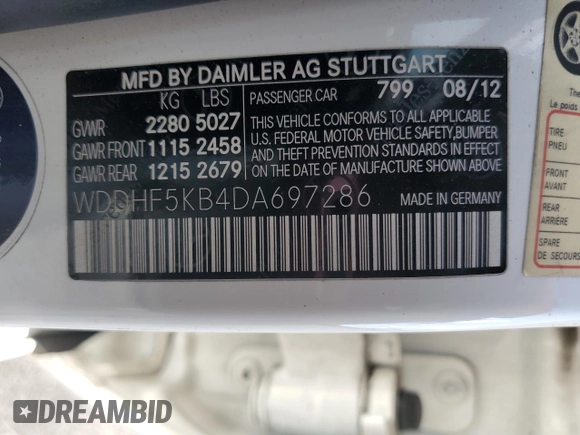 MFD BY DAIMLER AG STUTTGART
KG LBS
PASSENGER CAR 799 08/12
GVWR 2280 5027
GAWR FRONT 1115 2458
GAWR REAR 1215 2679
THIS VEHICLE CONFORMS TO ALL APPLICABLE
U.S. FEDERAL MOTOR VEHICLE SAFETY, BUMPER
AND THEFT PREVENTION STANDARDS IN EFFECT
ON THE DATE OF MANUFACTURE SHOWN ABOVE.
WDDHF5KB4DA697286 MADE IN GERMANY
The
Le poids
TIRE
PNEU
FRONT
AVANT
REAR
ARRIÈRE
SPARE
DE SECOURS
DREAMBID